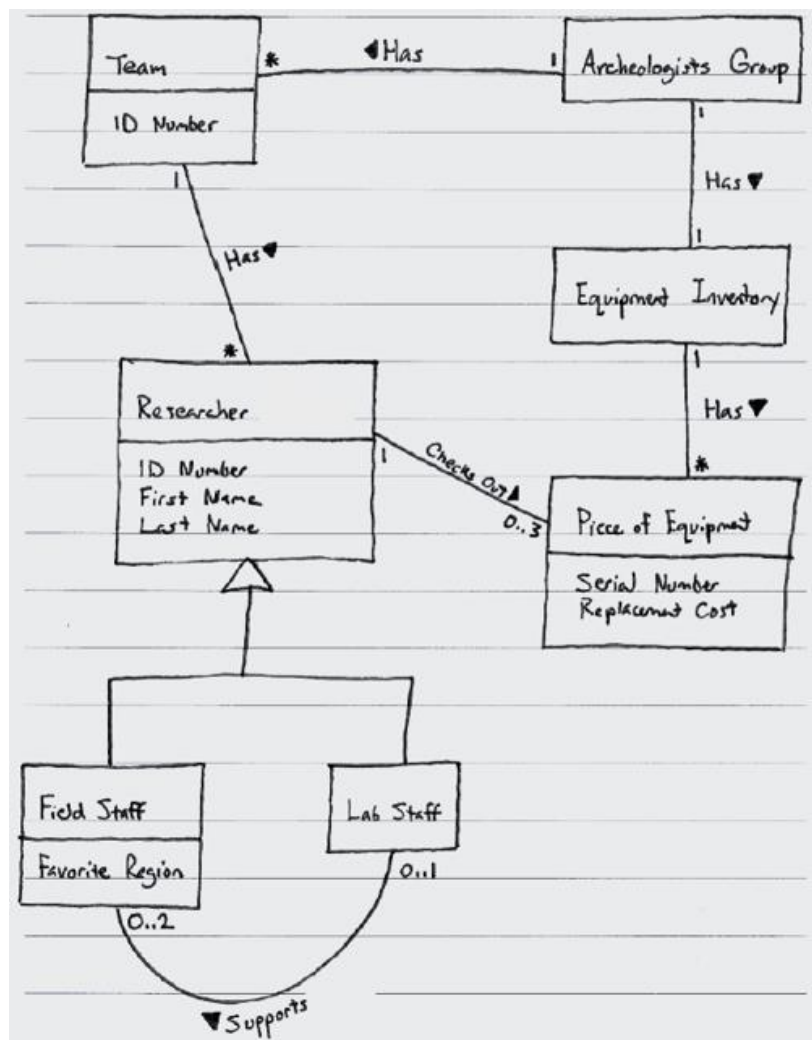 Team
ID Number
*
◀Has
1
Archeologists Group
1
Has▼
1
Equipment Inventory
1
Has▼
*
1
Has▼
*
Researcher
ID Number
First Name
Last Name
1
Checks Out▲
0..3
Piece of Equipment
Serial Number
Replacement Cost
Field Staff
Favorite Region
0..2
Lab Staff
0..1
▼Supports